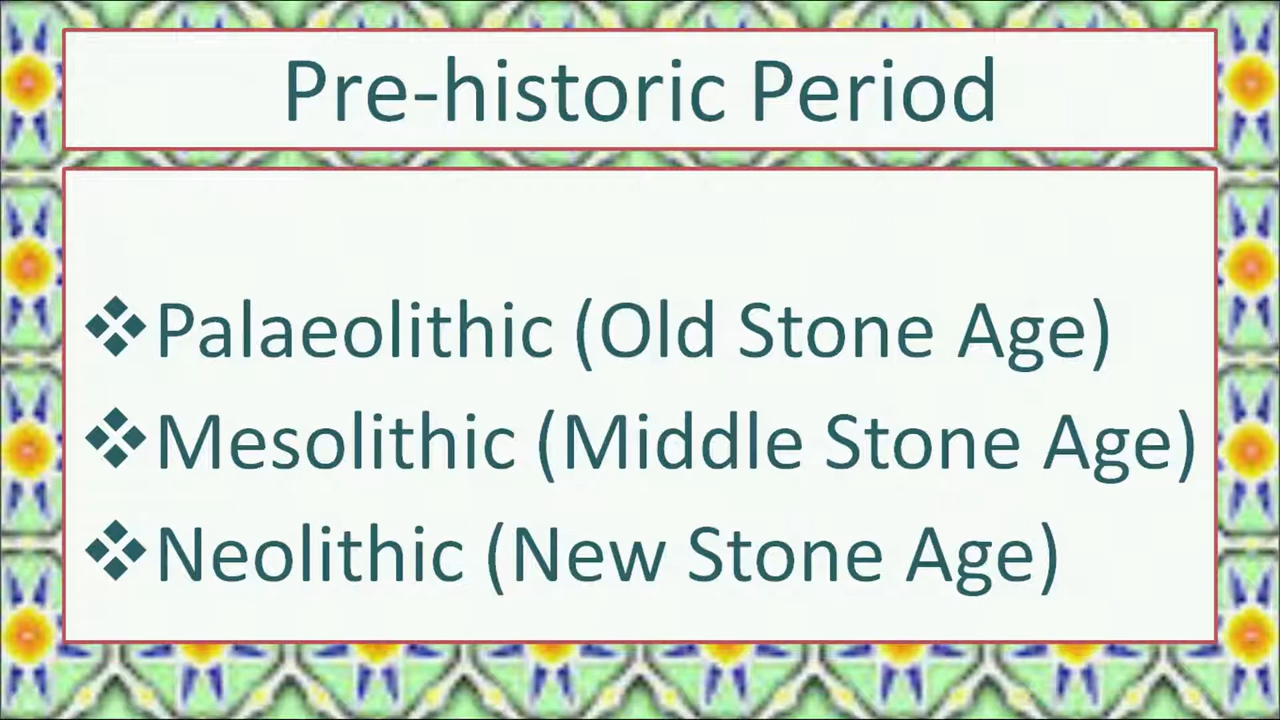 Pre-historic Period
❖Palaeolithic (Old Stone Age)
❖Mesolithic (Middle Stone Age)
❖Neolithic (New Stone Age)